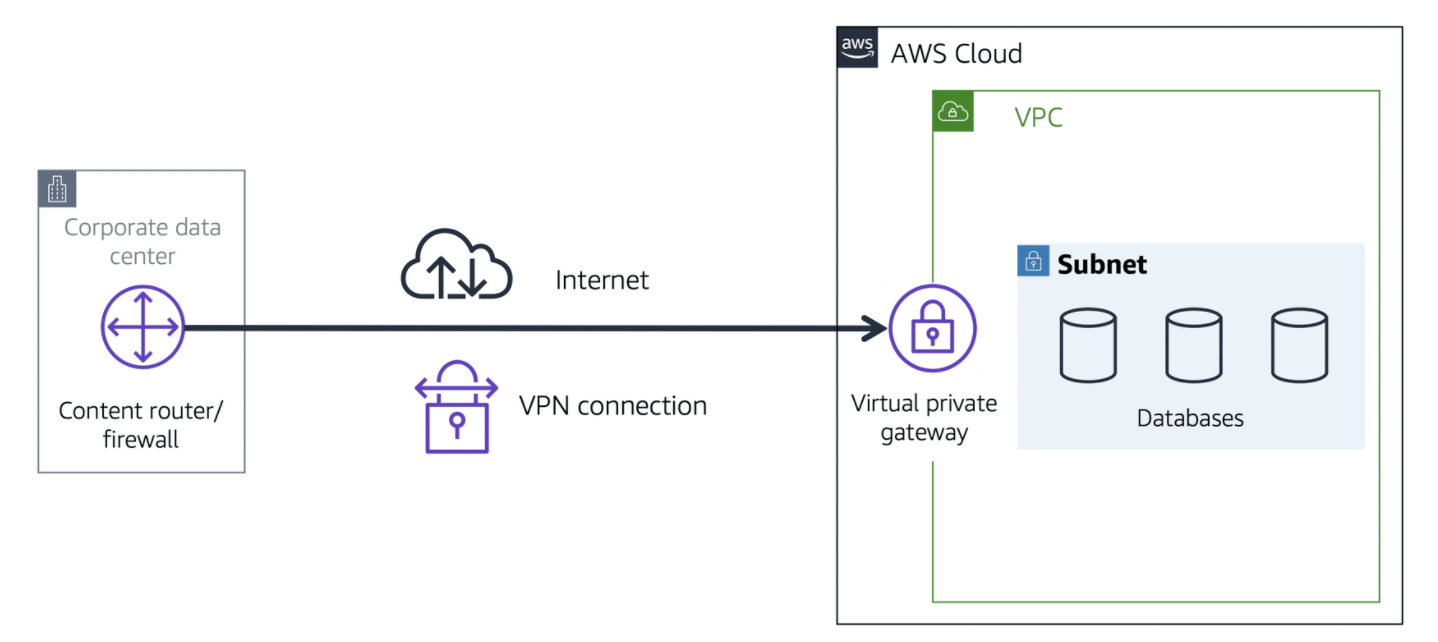 aws
AWS Cloud
VPC
Corporate data
center
Content router/
firewall
Internet
VPN connection
Virtual private
gateway
Subnet
Databases